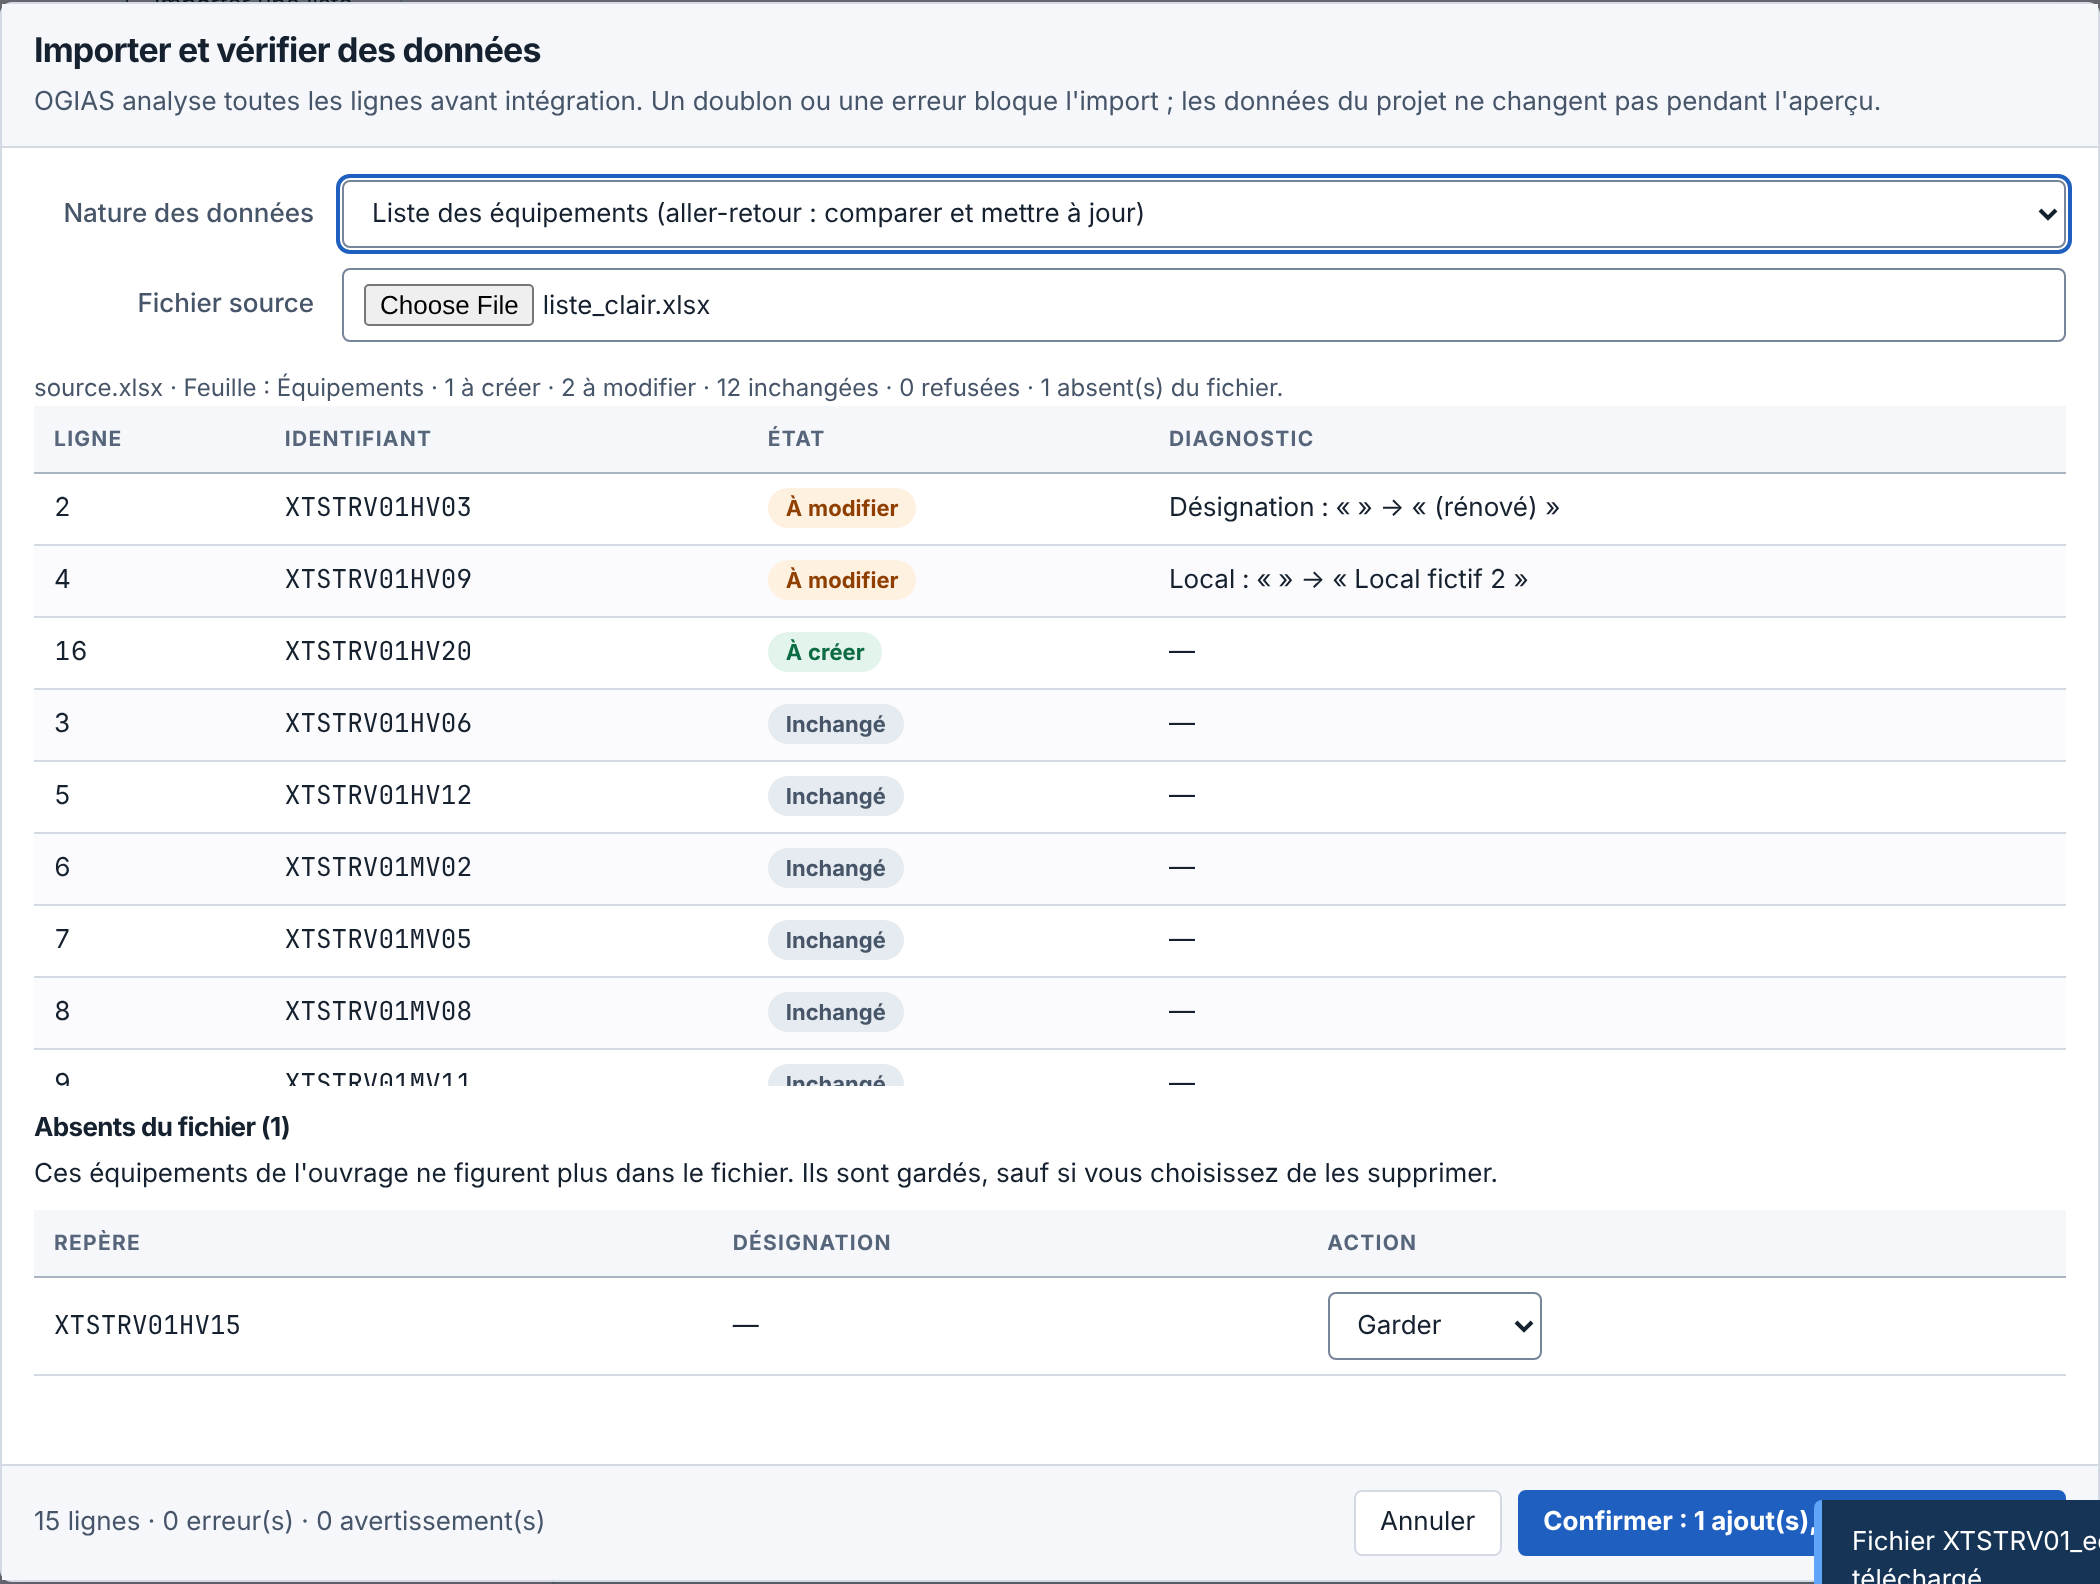 Importer et vérifier des données
OGIAS analyse toutes les lignes avant intégration. Un doublon ou une erreur bloque l'import ; les données du projet ne changent pas pendant l'aperçu.
Nature des données
Liste des équipements (aller-retour : comparer et mettre à jour)
Fichier source
Choose File liste_clair.xlsx
source.xlsx · Feuille : Équipements · 1 à créer · 2 à modifier · 12 inchangées · 0 refusées · 1 absent(s) du fichier.
LIGNE IDENTIFIANT ÉTAT DIAGNOSTIC
2 XTSTRV01HV03 À modifier Désignation : « » → « (rénové) »
4 XTSTRV01HV09 À modifier Local : « » → « Local fictif 2 »
16 XTSTRV01HV20 À créer —
3 XTSTRV01HV06 Inchangé —
5 XTSTRV01HV12 Inchangé —
6 XTSTRV01MV02 Inchangé —
7 XTSTRV01MV05 Inchangé —
8 XTSTRV01MV08 Inchangé —
9 XTSTRV01MV11 Inchangé —
Absents du fichier (1)
Ces équipements de l'ouvrage ne figurent plus dans le fichier. Ils sont gardés, sauf si vous choisissez de les supprimer.
REPÈRE DÉSIGNATION ACTION
XTSTRV01HV15 — Garder
15 lignes · 0 erreur(s) · 0 avertissement(s)
Annuler
Confirmer : 1 ajout(s),
Fichier XTSTRV01_e
téléchargé